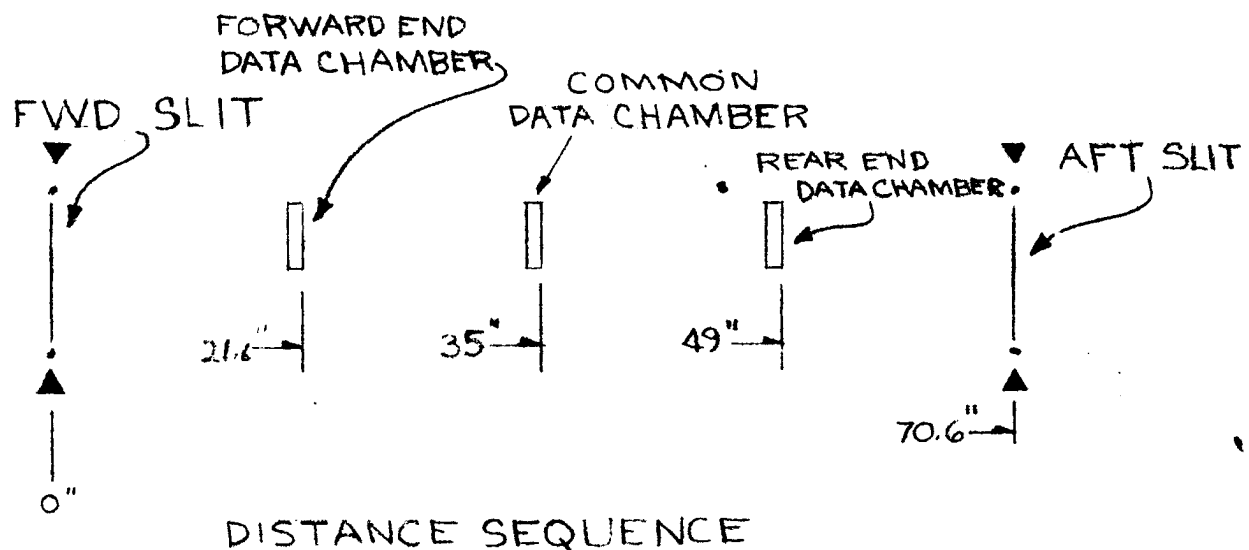 FORWARD END
DATA CHAMBER
COMMON
DATA CHAMBER
FWD SLIT
REAR END
DATA CHAMBER
AFT SLIT
21.6"
35"
49"
70.6"
0"
DISTANCE SEQUENCE